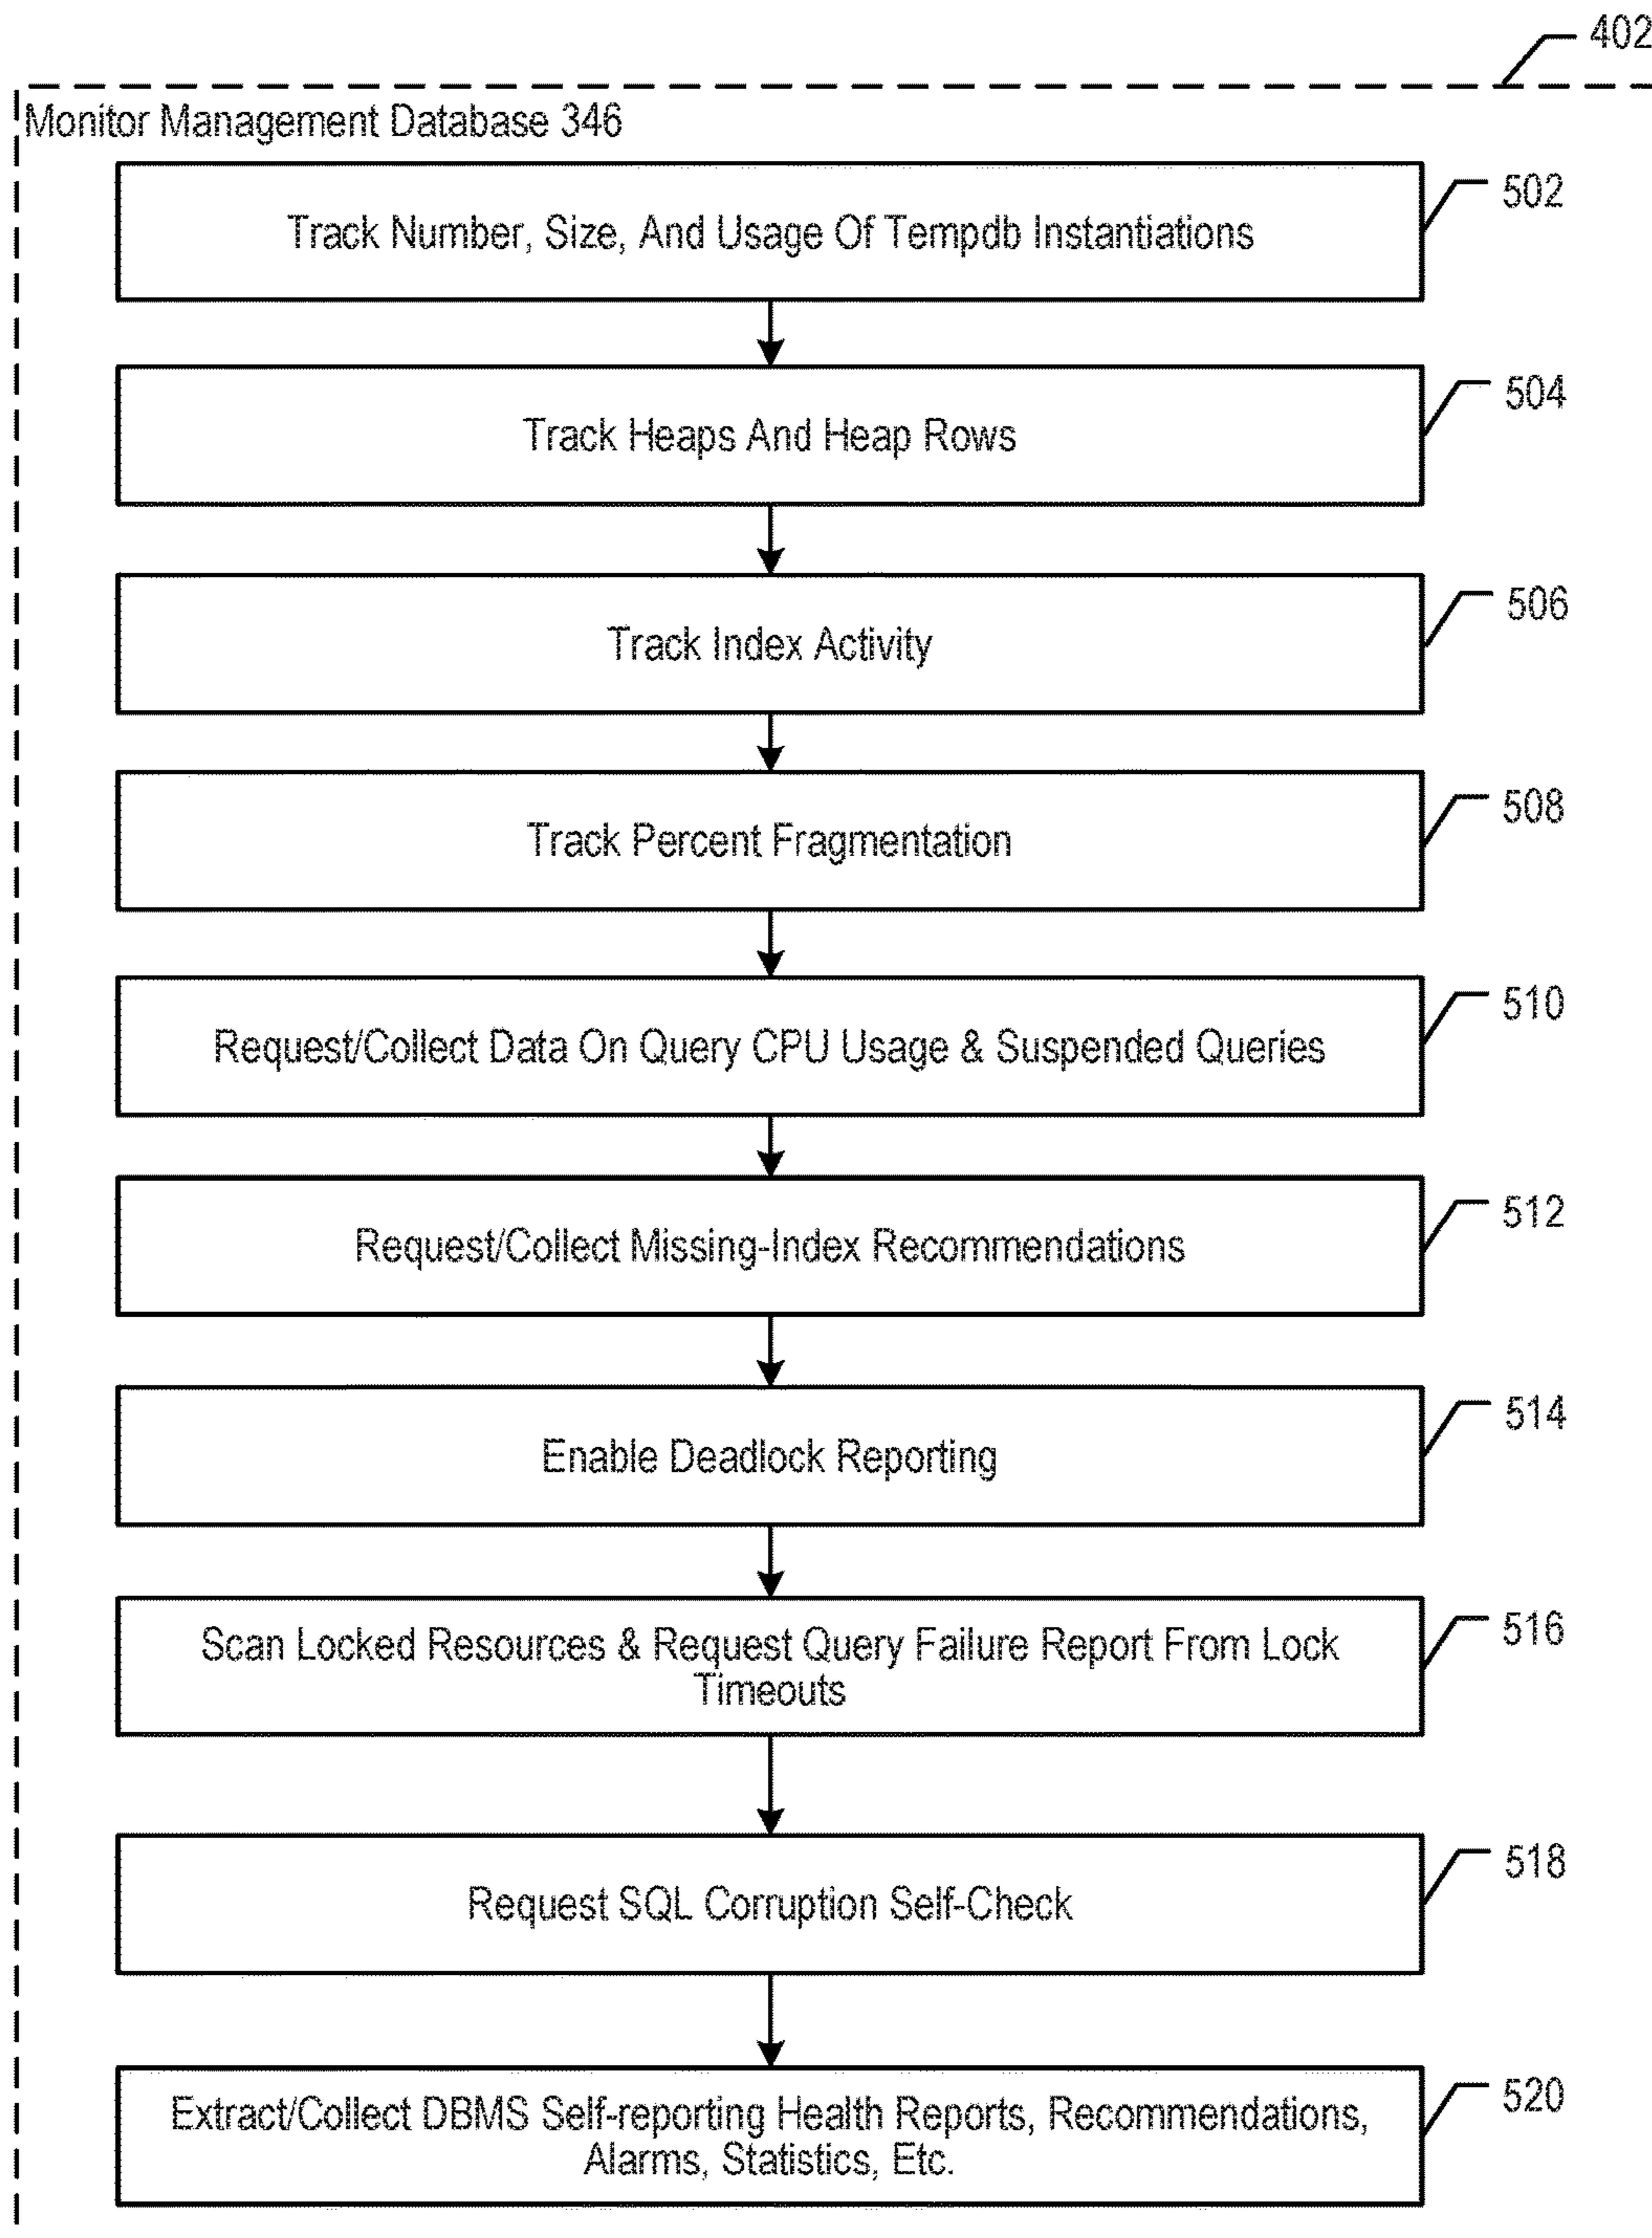 402
Monitor Management Database 346
502
Track Number, Size, And Usage Of Tempdb Instantiations
504
Track Heaps And Heap Rows
506
Track Index Activity
508
Track Percent Fragmentation
510
Request/Collect Data On Query CPU Usage & Suspended Queries
512
Request/Collect Missing-Index Recommendations
514
Enable Deadlock Reporting
516
Scan Locked Resources & Request Query Failure Report From Lock
Timeouts
518
Request SQL Corruption Self-Check
520
Extract/Collect DBMS Self-reporting Health Reports, Recommendations,
Alarms, Statistics, Etc.